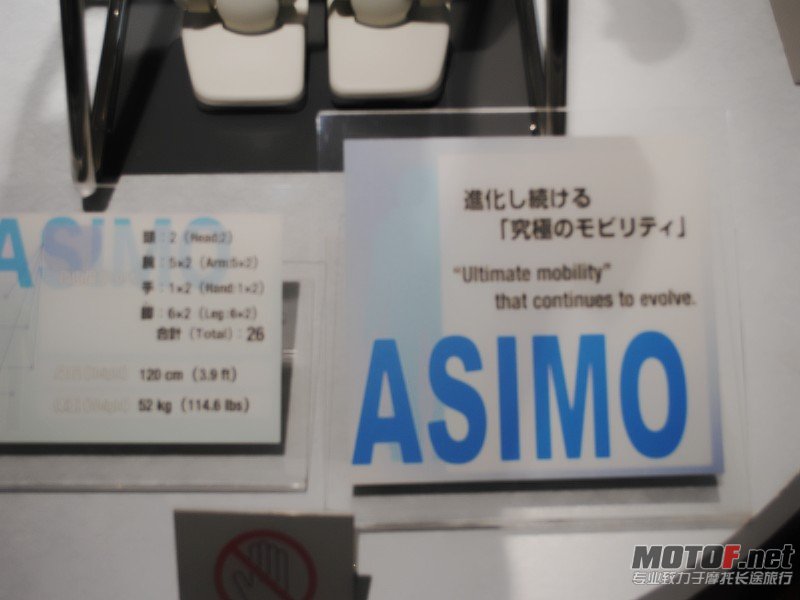 ASIMO
頭：2（Head:2）
腕：5×2（Arm:5×2）
手：1×2（Hand:1×2）
脚：6×2（Leg:6×2）
合計（Total）：26
120 cm（3.9 ft）
52 kg（114.6 lbs）
進化し続ける
「究極のモビリティ」
“Ultimate mobility”
that continues to evolve.
ASIMO
MOTOF.net
专业致力于摩托长途旅行